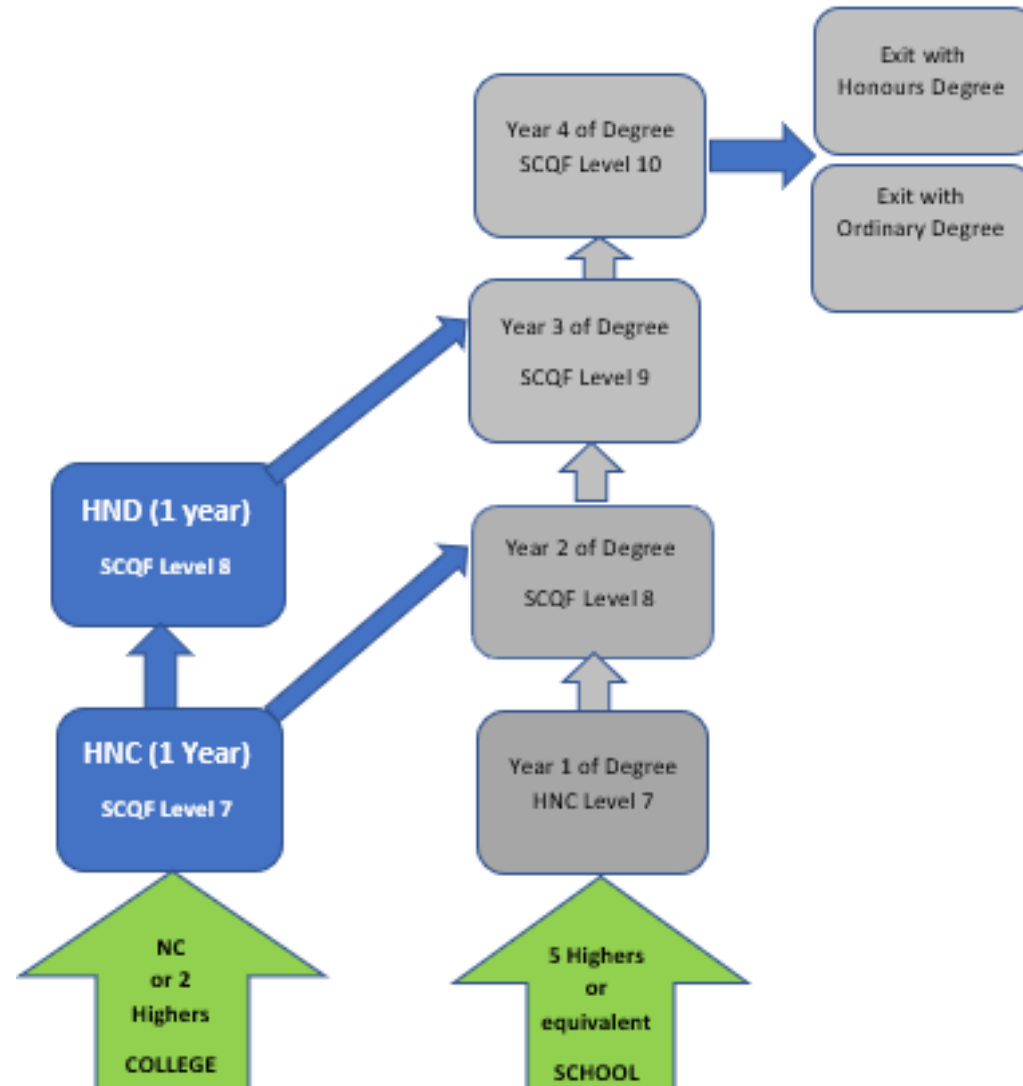 Exit with
Honours Degree
Year 4 of Degree
SCQF Level 10
Exit with
Ordinary Degree
Year 3 of Degree
SCQF Level 9
HND (1 year)
SCQF Level 8
Year 2 of Degree
SCQF Level 8
HNC (1 Year)
SCQF Level 7
Year 1 of Degree
HNC Level 7
NC
or 2
Highers
COLLEGE
5 Highers
or
equivalent
SCHOOL